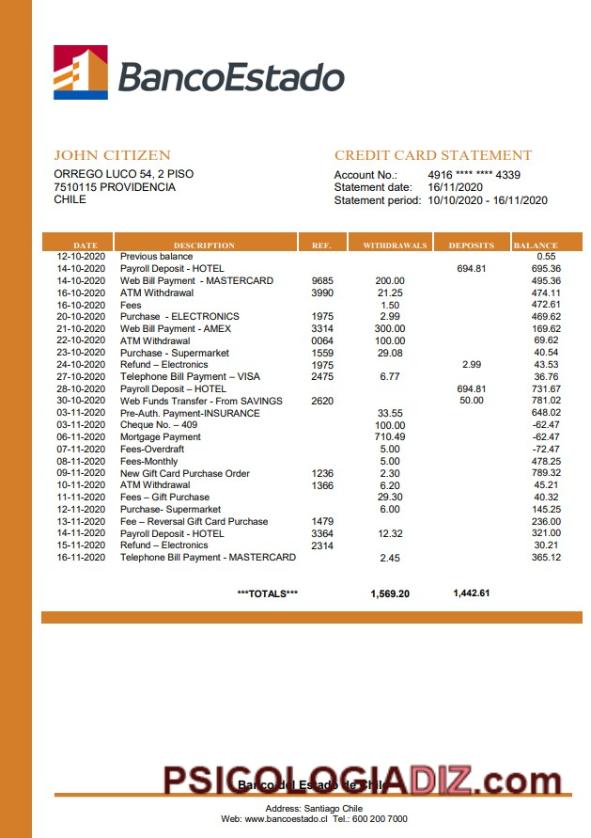 BancoEstado
JOHN CITIZEN
ORREGO LUCO 54, 2 PISO
7510115 PROVIDENCIA
CHILE
CREDIT CARD STATEMENT
Account No.: 4916 **** **** 4339
Statement date: 16/11/2020
Statement period: 10/10/2020 - 16/11/2020
DATE DESCRIPTION REF. WITHDRAWALS DEPOSITS BALANCE
12-10-2020 Previous balance 0.55
14-10-2020 Payroll Deposit - HOTEL 694.81 695.36
14-10-2020 Web Bill Payment - MASTERCARD 9685 200.00 495.36
16-10-2020 ATM Withdrawal 3990 21.25 474.11
16-10-2020 Fees 1.50 472.61
20-10-2020 Purchase - ELECTRONICS 1975 2.99 469.62
21-10-2020 Web Bill Payment - AMEX 3314 300.00 169.62
22-10-2020 ATM Withdrawal 0064 100.00 69.62
23-10-2020 Purchase - Supermarket 1559 29.08 40.54
24-10-2020 Refund – Electronics 1975 2.99 43.53
27-10-2020 Telephone Bill Payment – VISA 2475 6.77 36.76
28-10-2020 Payroll Deposit – HOTEL 694.81 731.67
30-10-2020 Web Funds Transfer - From SAVINGS 2620 50.00 781.02
03-11-2020 Pre-Auth. Payment-INSURANCE 33.55 648.02
03-11-2020 Cheque No. – 409 100.00 -62.47
06-11-2020 Mortgage Payment 710.49 -62.47
07-11-2020 Fees-Overdraft 5.00 -72.47
08-11-2020 Fees-Monthly 5.00 478.25
09-11-2020 New Gift Card Purchase Order 1236 2.30 789.32
10-11-2020 ATM Withdrawal 1366 6.20 45.21
11-11-2020 Fees – Gift Purchase 29.30 40.32
12-11-2020 Purchase- Supermarket 6.00 145.25
13-11-2020 Fee – Reversal Gift Card Purchase 1479 236.00
14-11-2020 Payroll Deposit - HOTEL 3364 12.32 321.00
15-11-2020 Refund – Electronics 2314 30.21
16-11-2020 Telephone Bill Payment - MASTERCARD 2.45 365.12
***TOTALS*** 1,569.20 1,442.61
PSICOLOGIADIZ.com
Banco del Estado de Chile
Address: Santiago Chile
Web: www.bancoestado.cl Tel.: 600 200 7000